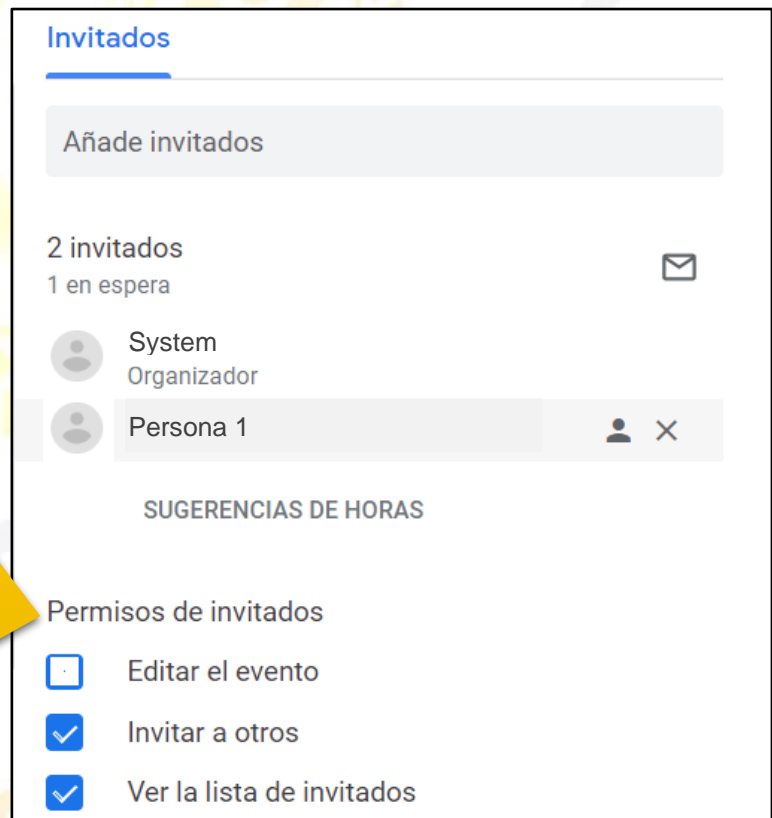 Invitados
Añade invitados
2 invitados
1 en espera
System
Organizador
Persona 1
SUGERENCIAS DE HORAS
Permisos de invitados
Editar el evento
Invitar a otros
Ver la lista de invitados